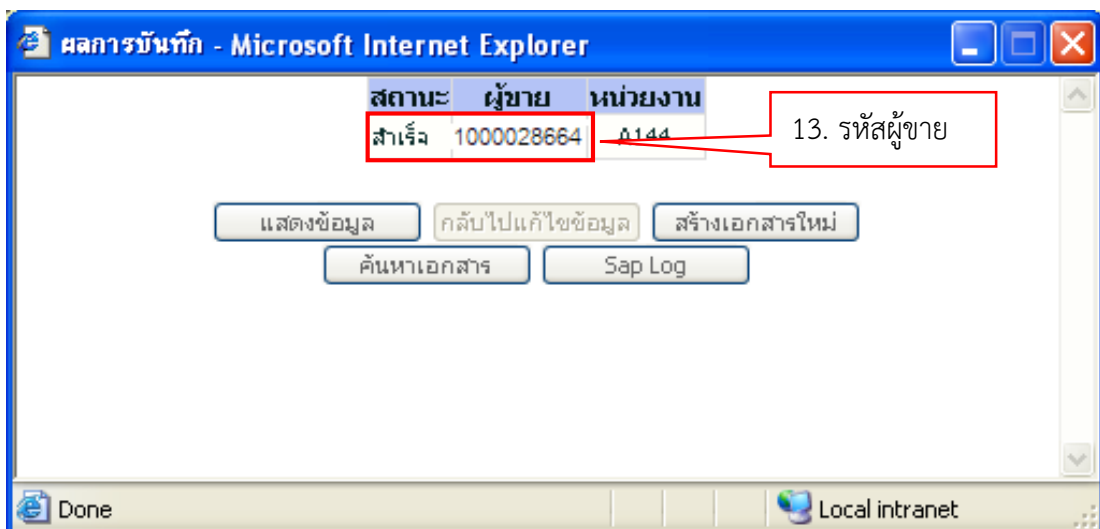 ผลการบันทึก - Microsoft Internet Explorer
สถานะ ผู้ขาย หน่วยงาน
สำเร็จ 1000028664 A144
13. รหัสผู้ขาย
แสดงข้อมูล กลับไปแก้ไขข้อมูล สร้างเอกสารใหม่
ค้นหาเอกสาร Sap Log
Done Local intranet